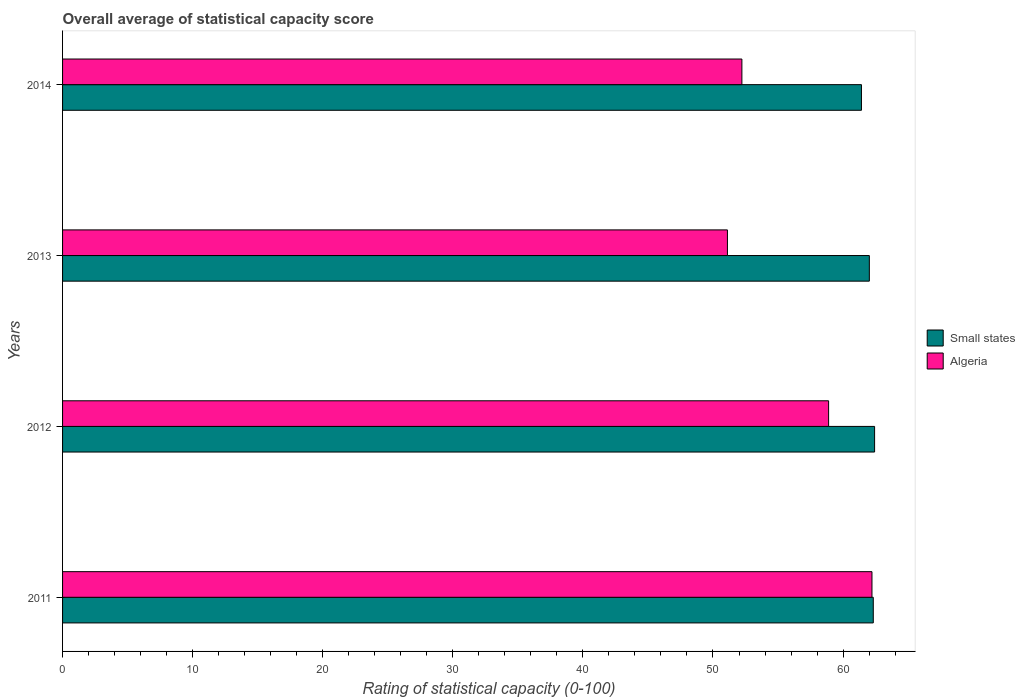 Overall average of statistical capacity score
2014
2013
2012
2011
Years
0 10 20 30 40 50 60
Rating of statistical capacity (0-100)
Small states
Algeria